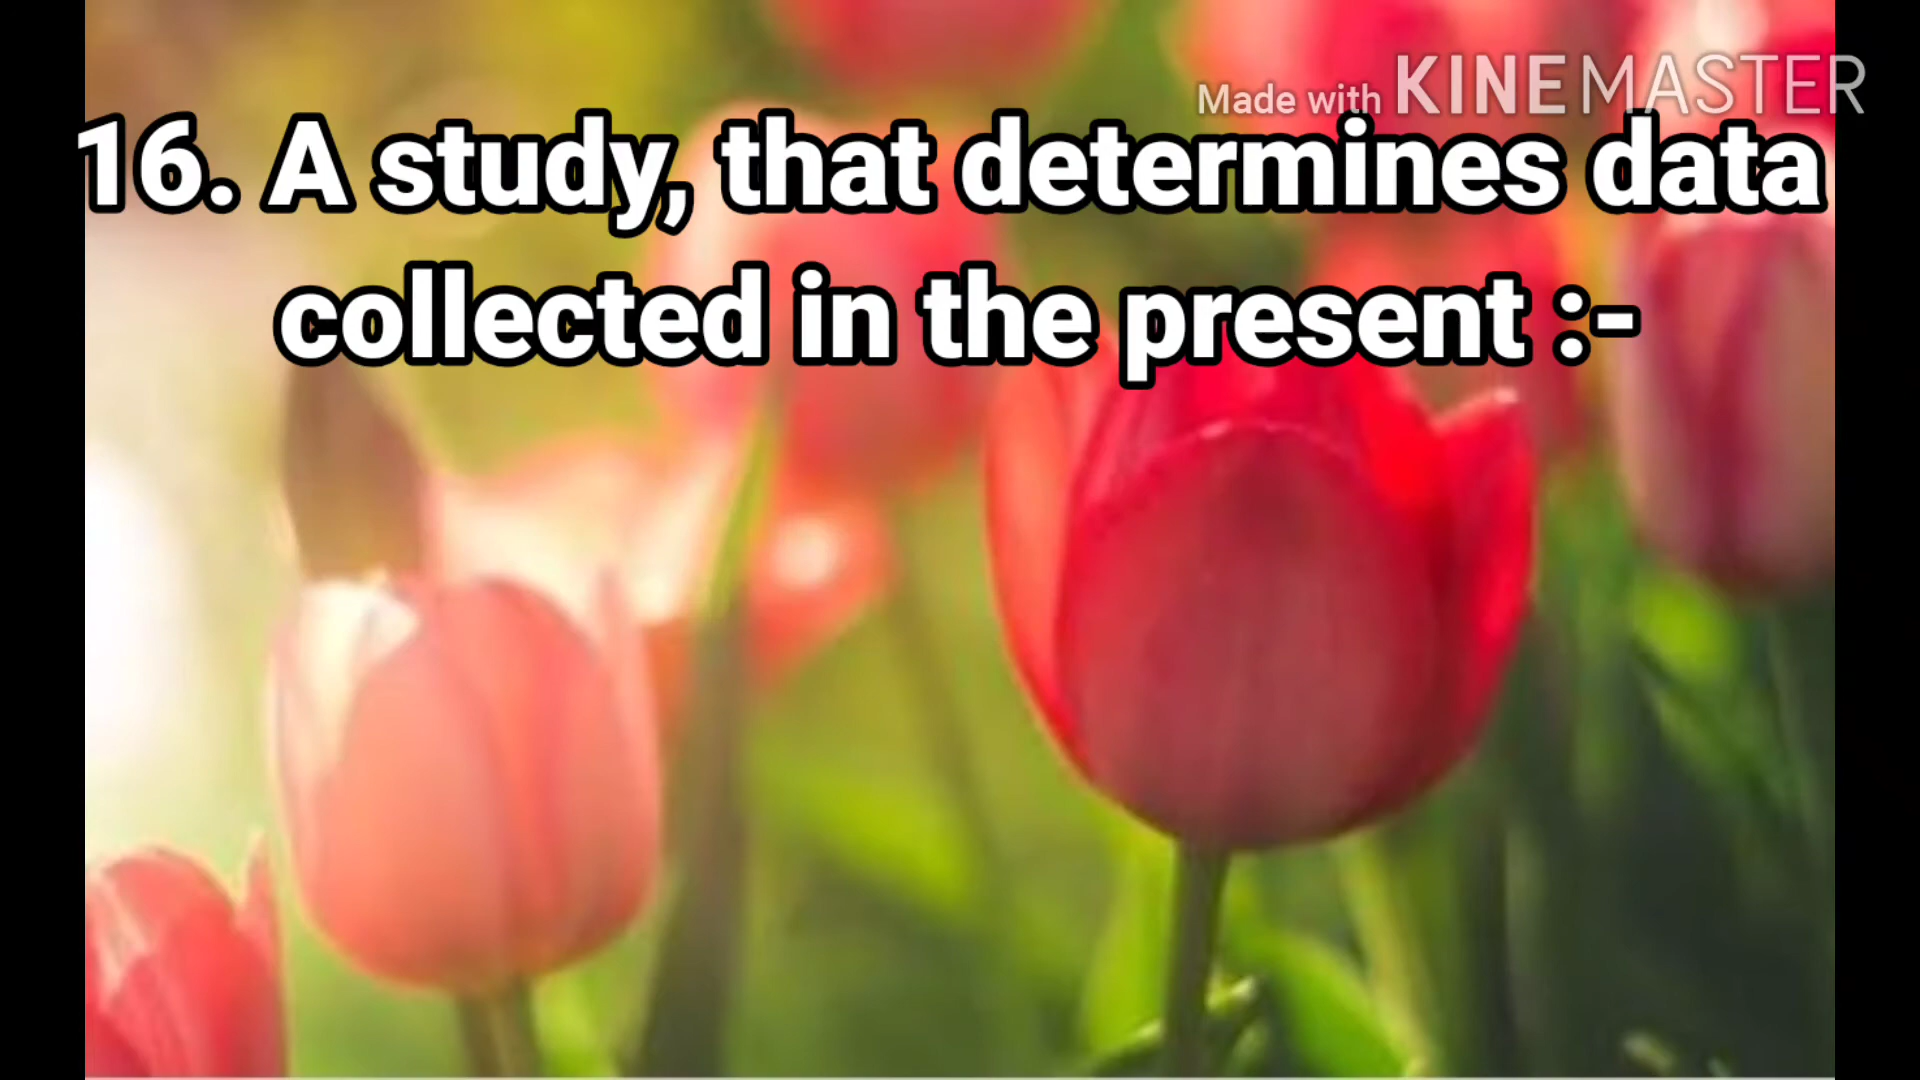 Made with KINEMASTER
16. A study, that determines data
collected in the present :-